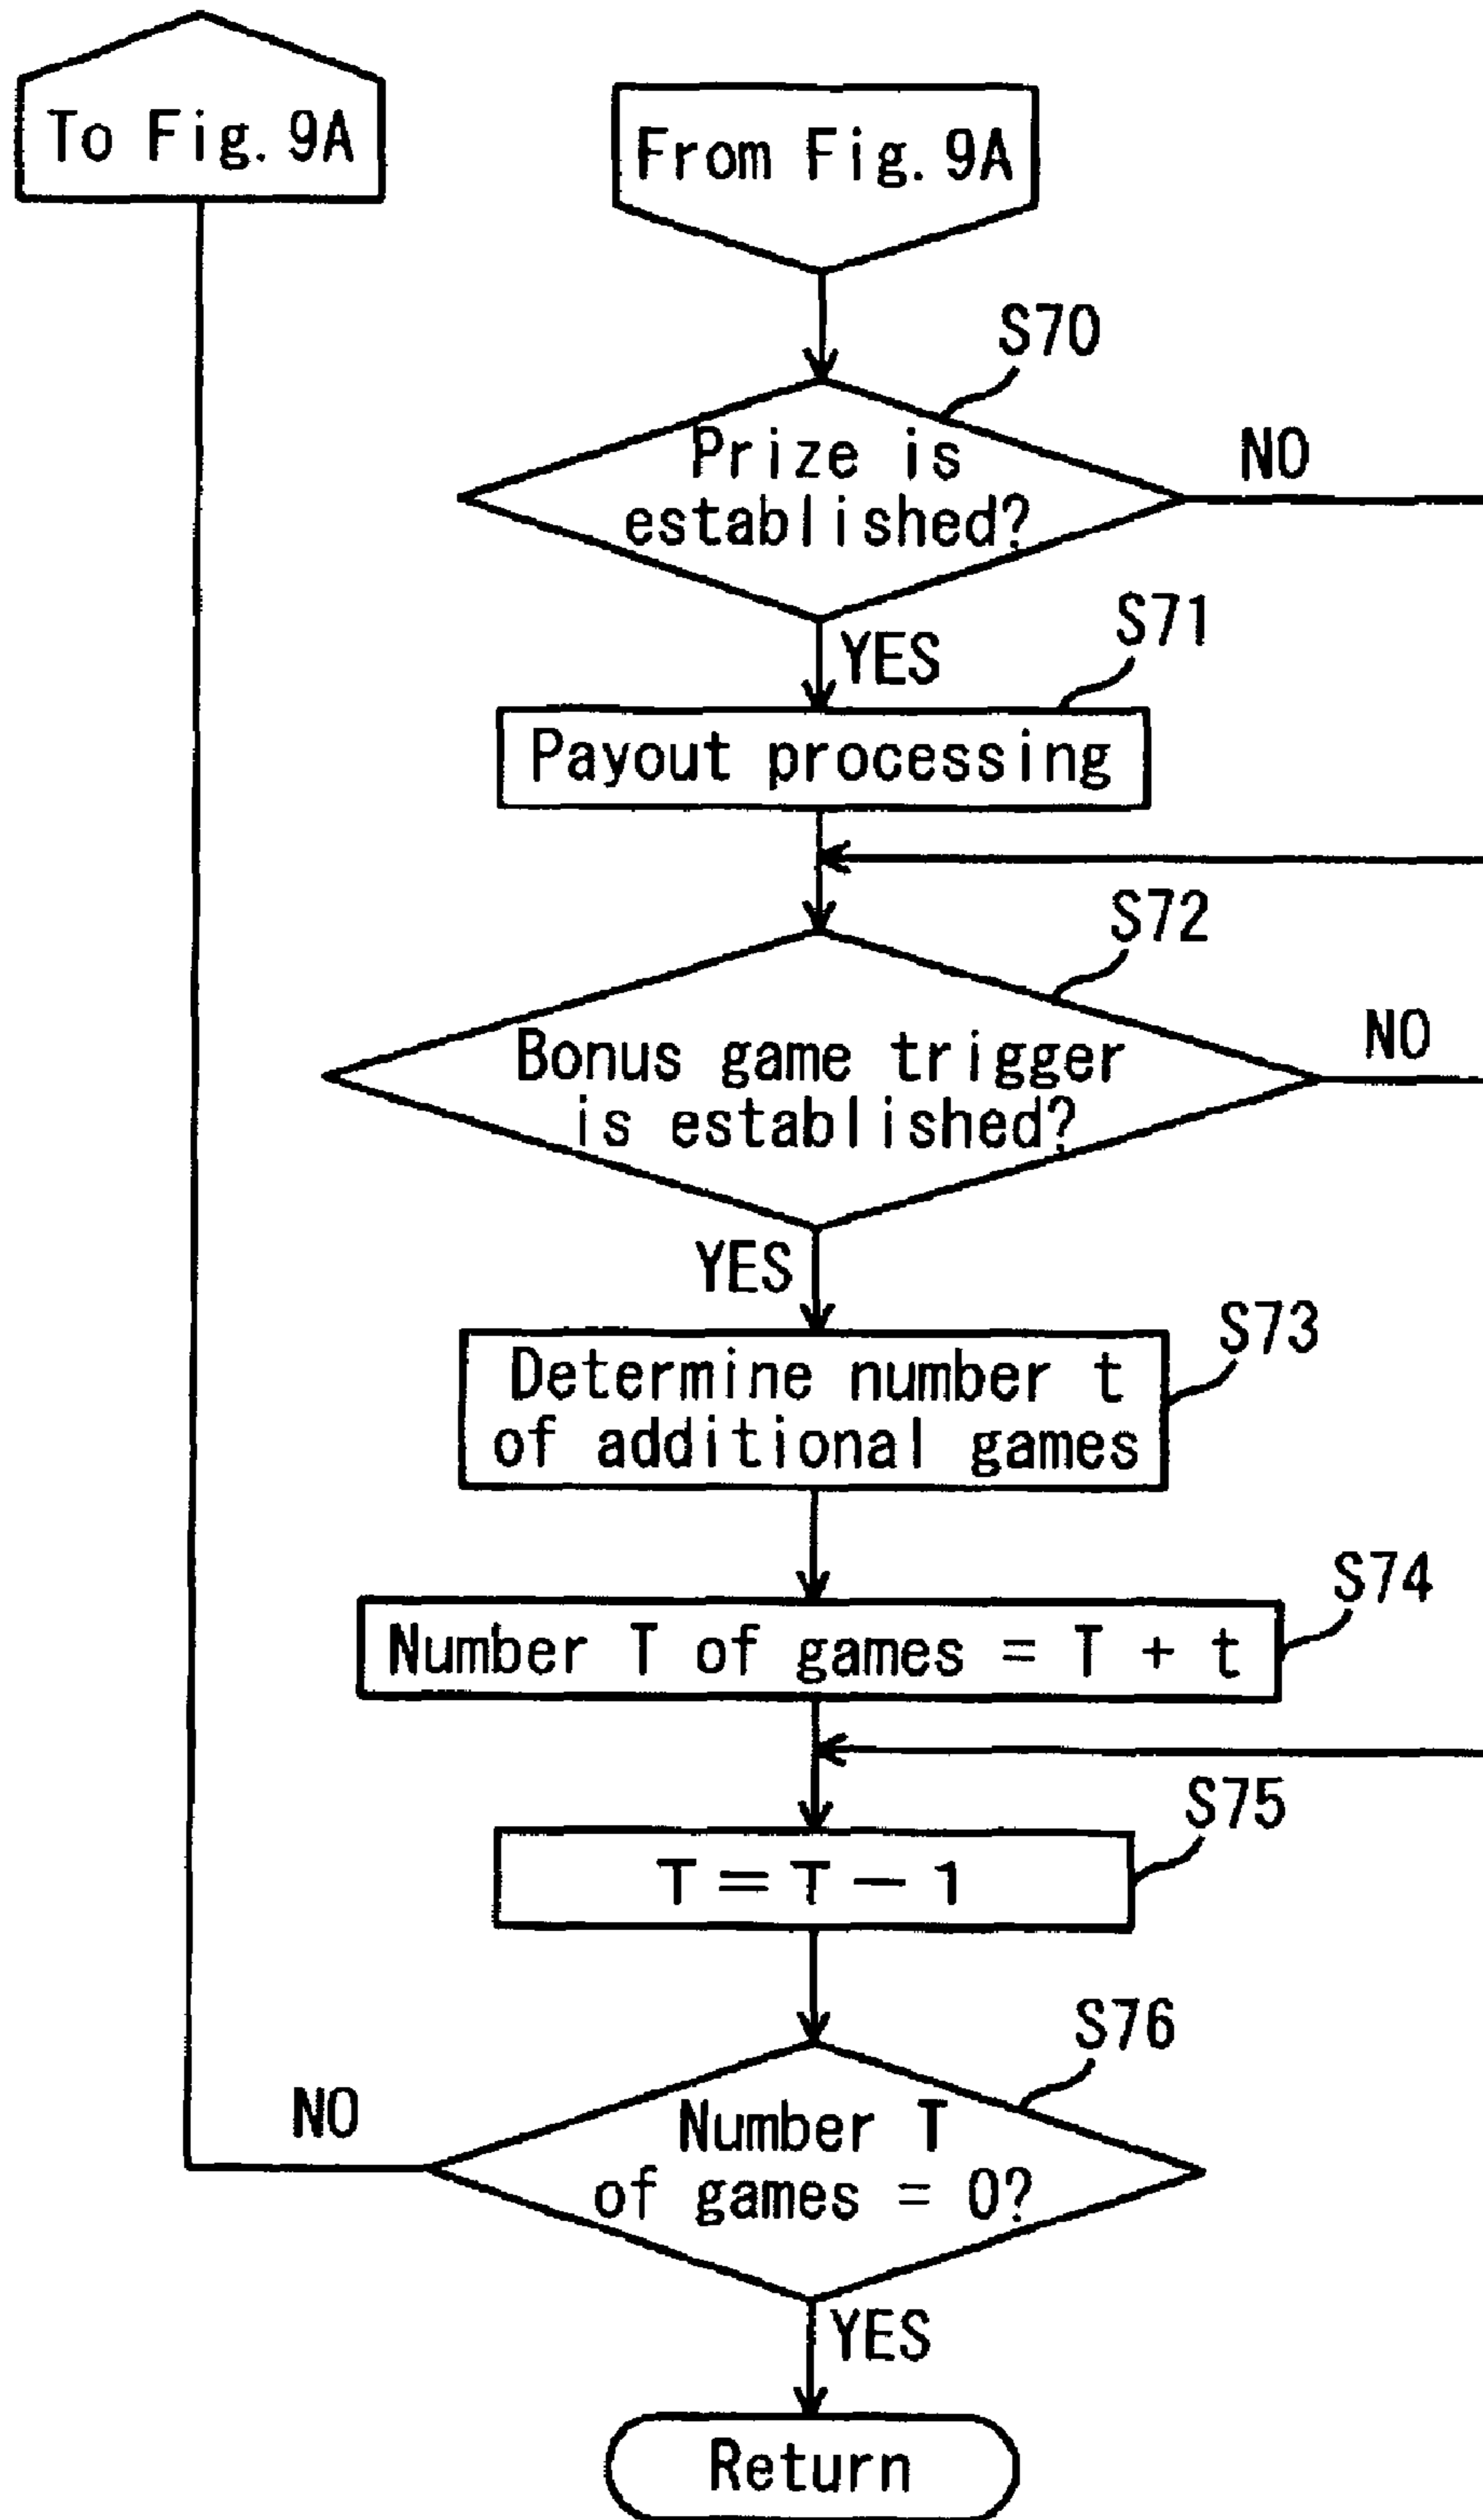 To Fig. 9A
From Fig. 9A
S70
Prize is
established?
NO
YES
S71
Payout processing
S72
Bonus game trigger
is established?
NO
YES
S73
Determine number t
of additional games
S74
Number T of games = T + t
S75
T = T - 1
S76
Number T
of games = 0?
NO
YES
Return